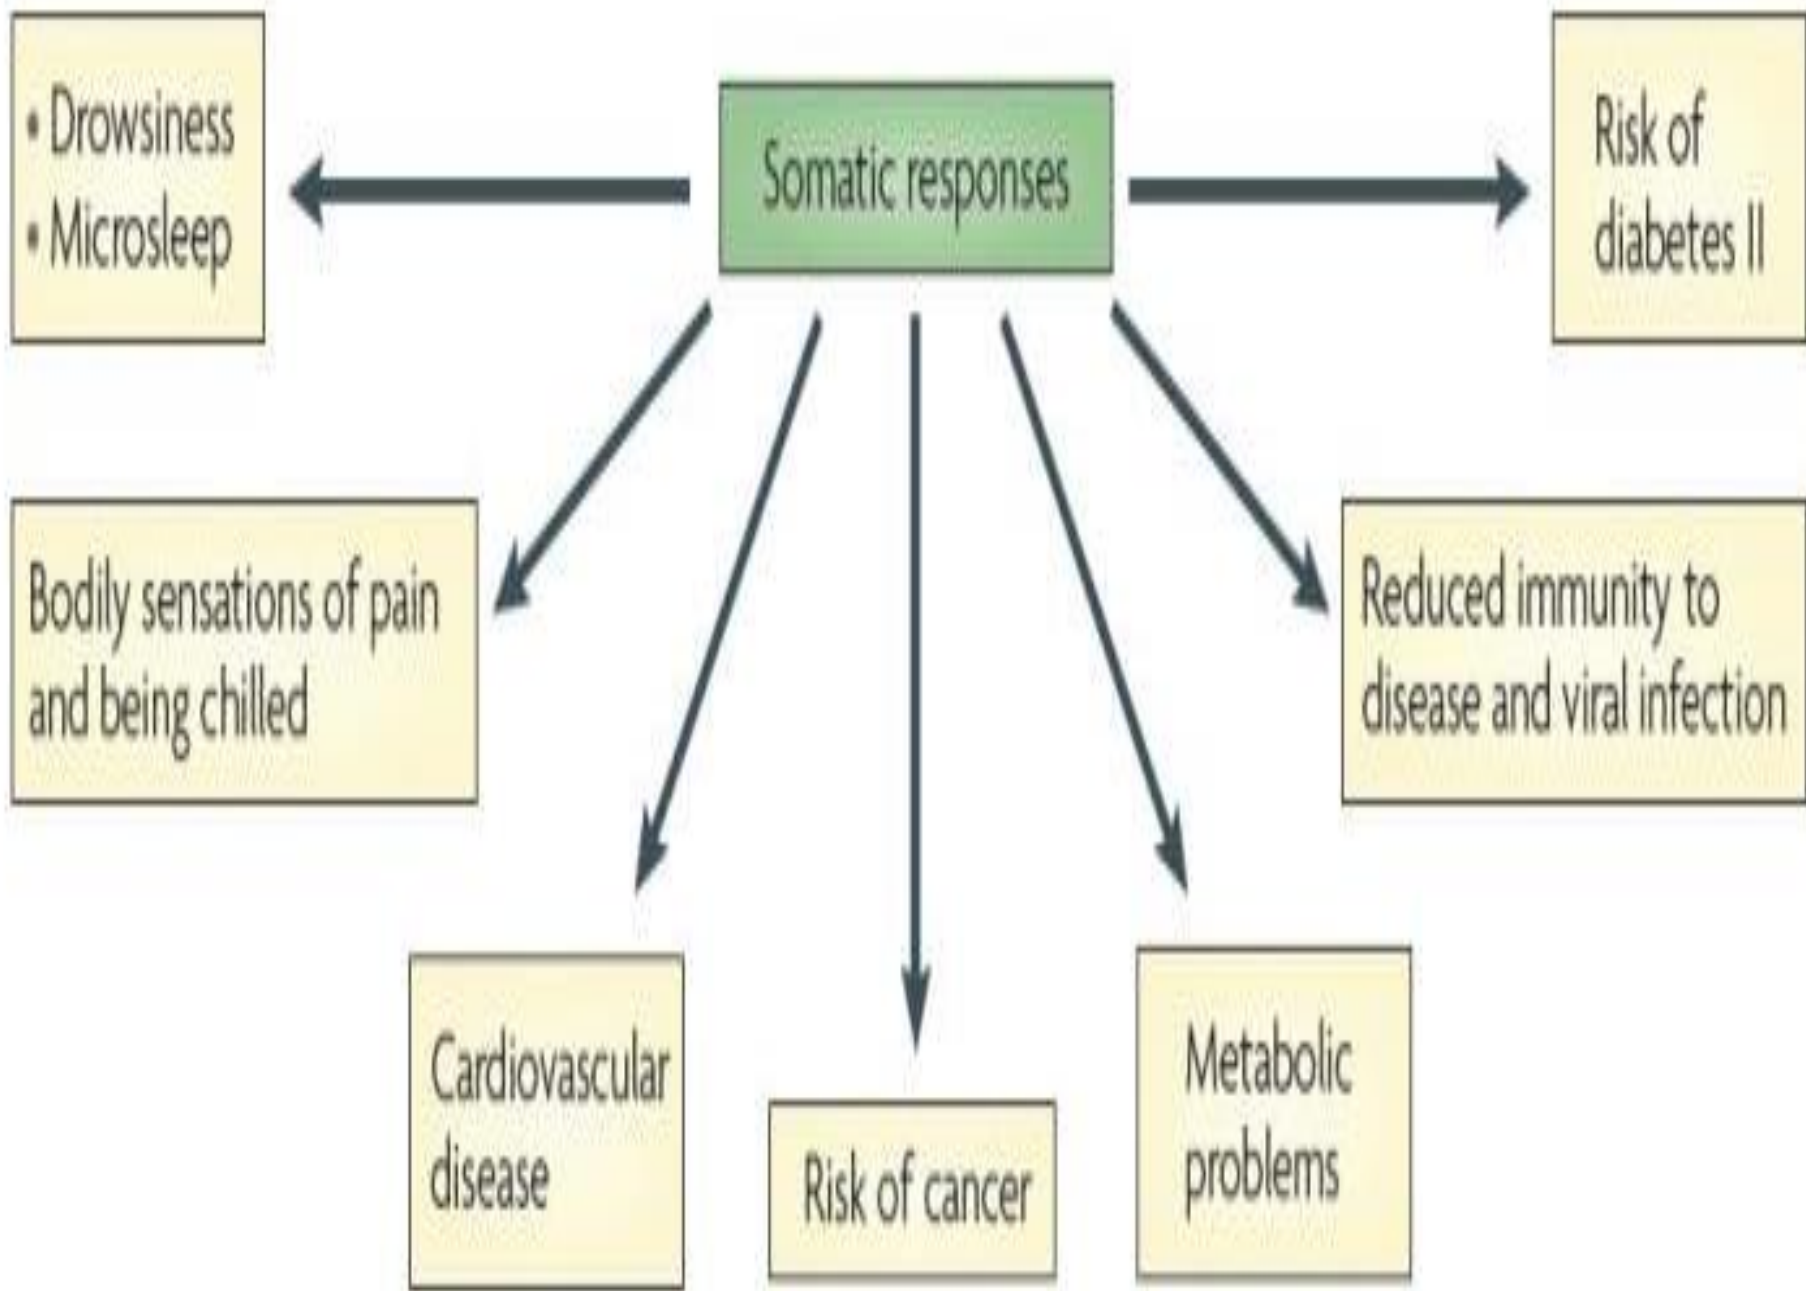 • Drowsiness
• Microsleep
Somatic responses
Risk of
diabetes II
Bodily sensations of pain
and being chilled
Reduced immunity to
disease and viral infection
Cardiovascular
disease
Risk of cancer
Metabolic
problems